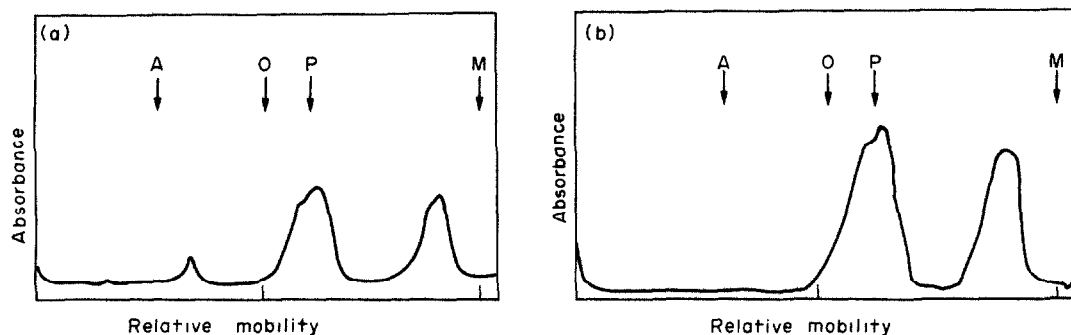 (a)
A O P M
Absorbance
Relative mobility
(b)
A O P M
Absorbance
Relative mobility